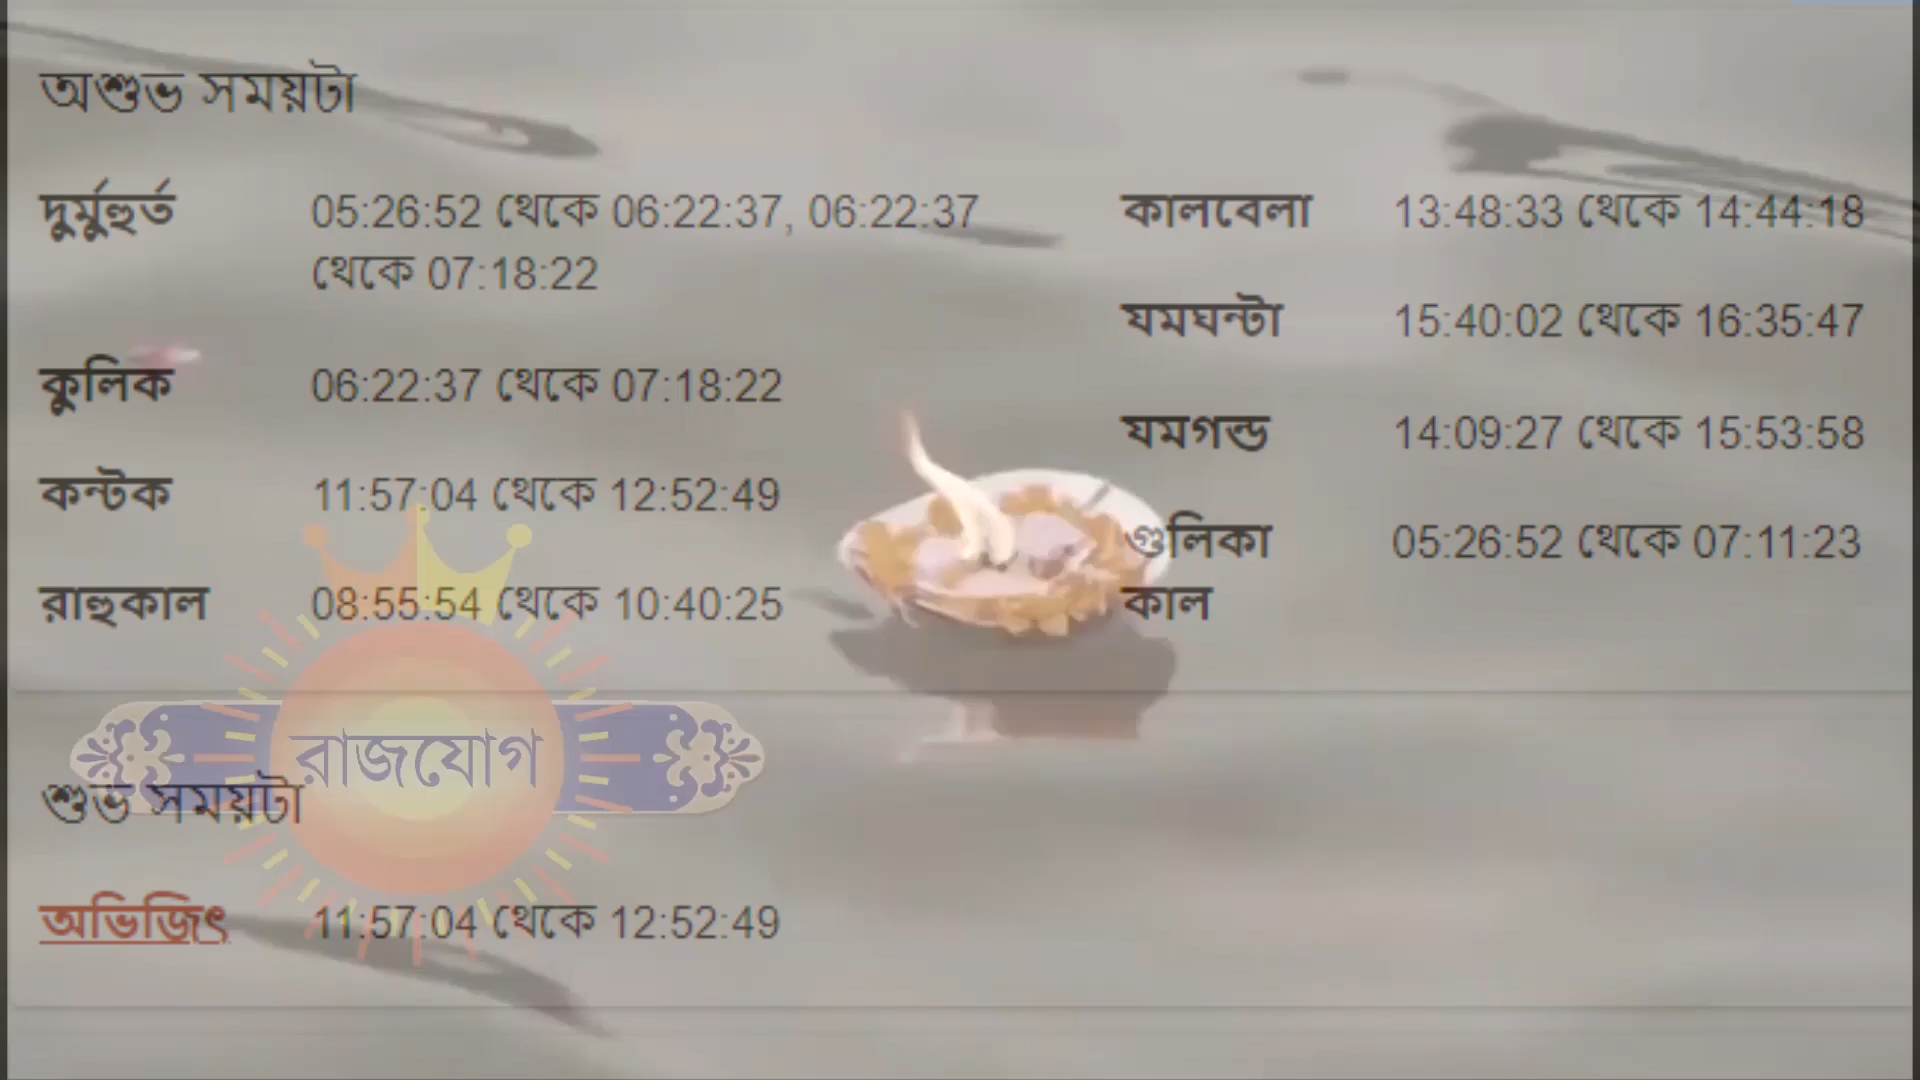 অশুভ সময়টা
দুর্মুহুর্ত 05:26:52 থেকে 06:22:37, 06:22:37
থেকে 07:18:22
কুলিক 06:22:37 থেকে 07:18:22
কন্টক 11:57:04 থেকে 12:52:49
রাহুকাল 08:55:54 থেকে 10:40:25
কালবেলা 13:48:33 থেকে 14:44:18
যমঘন্টা 15:40:02 থেকে 16:35:47
যমগন্ড 14:09:27 থেকে 15:53:58
গুলিকা 05:26:52 থেকে 07:11:23
কাল
রাজযোগ
শুভ সময়টা
অভিজিৎ 11:57:04 থেকে 12:52:49